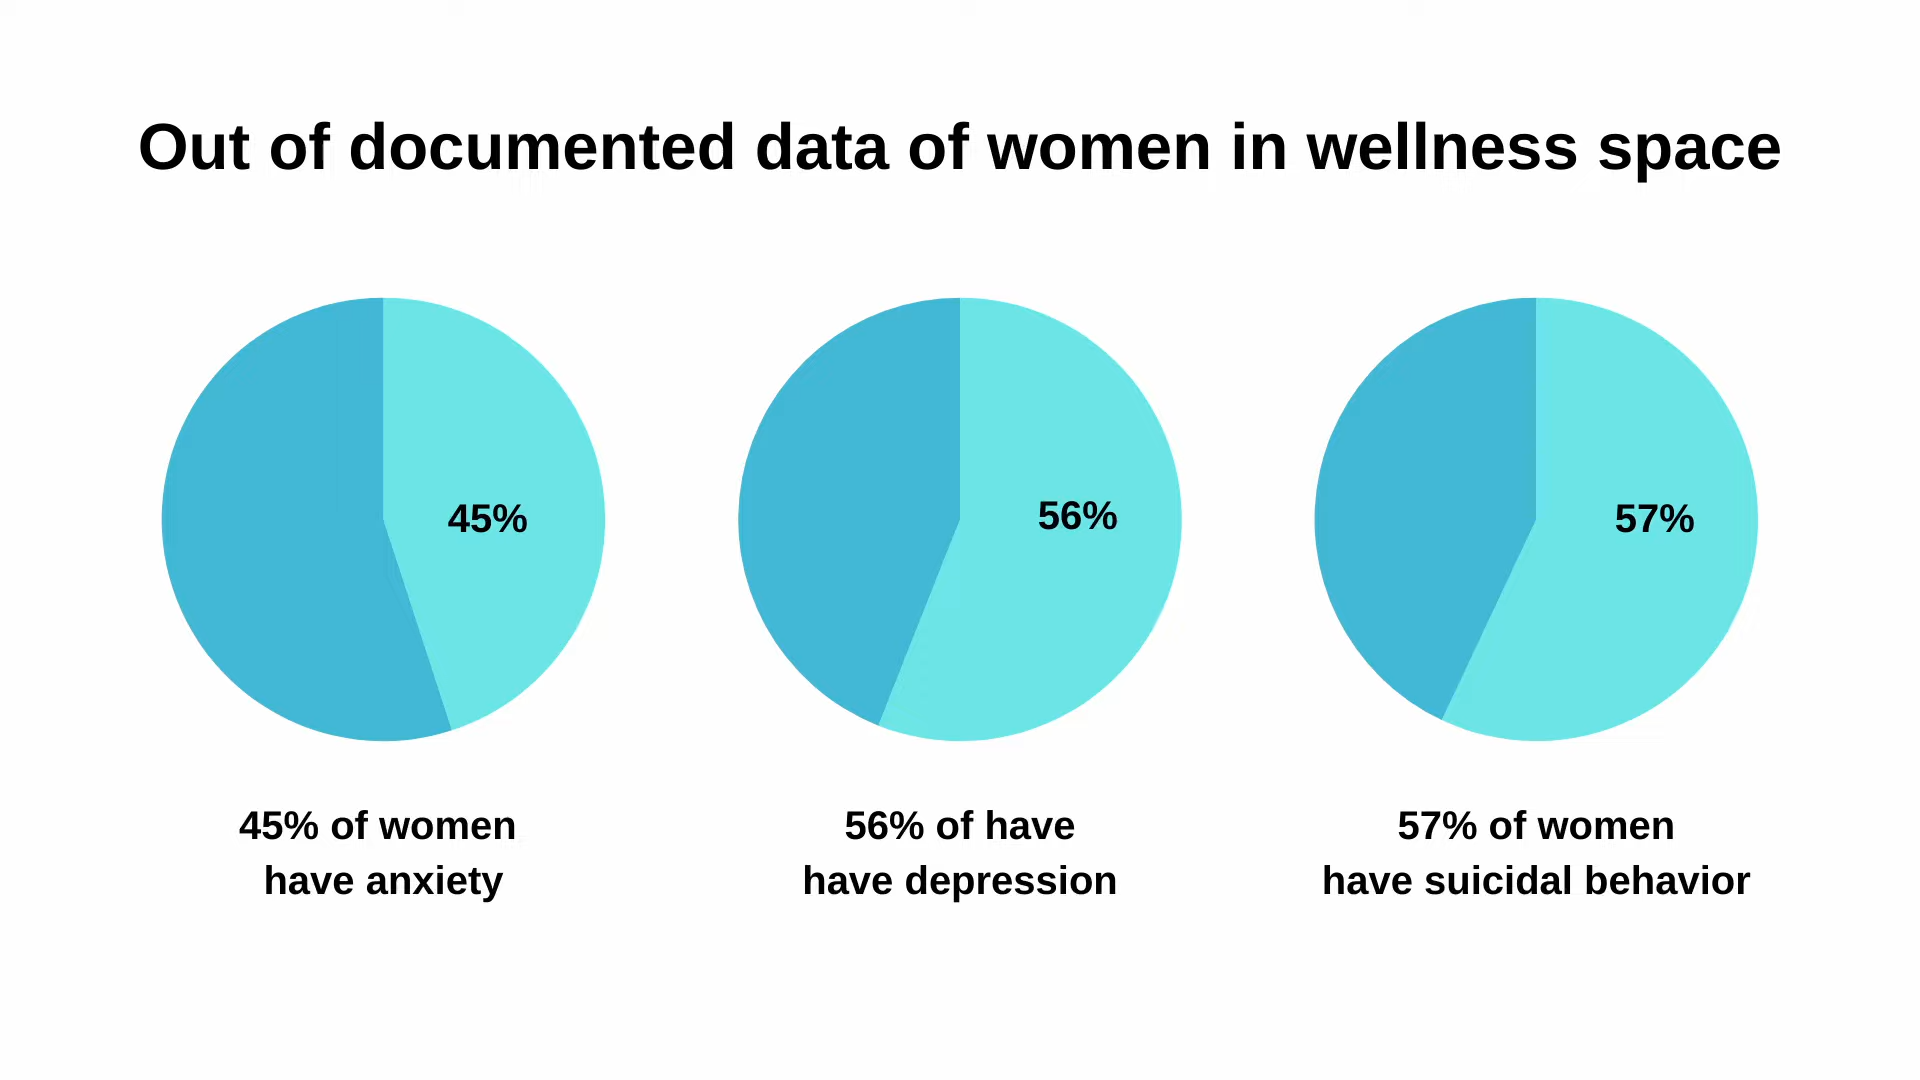 Out of documented data of women in wellness space
45%
56%
57%
45% of women
have anxiety
56% of have
have depression
57% of women
have suicidal behavior